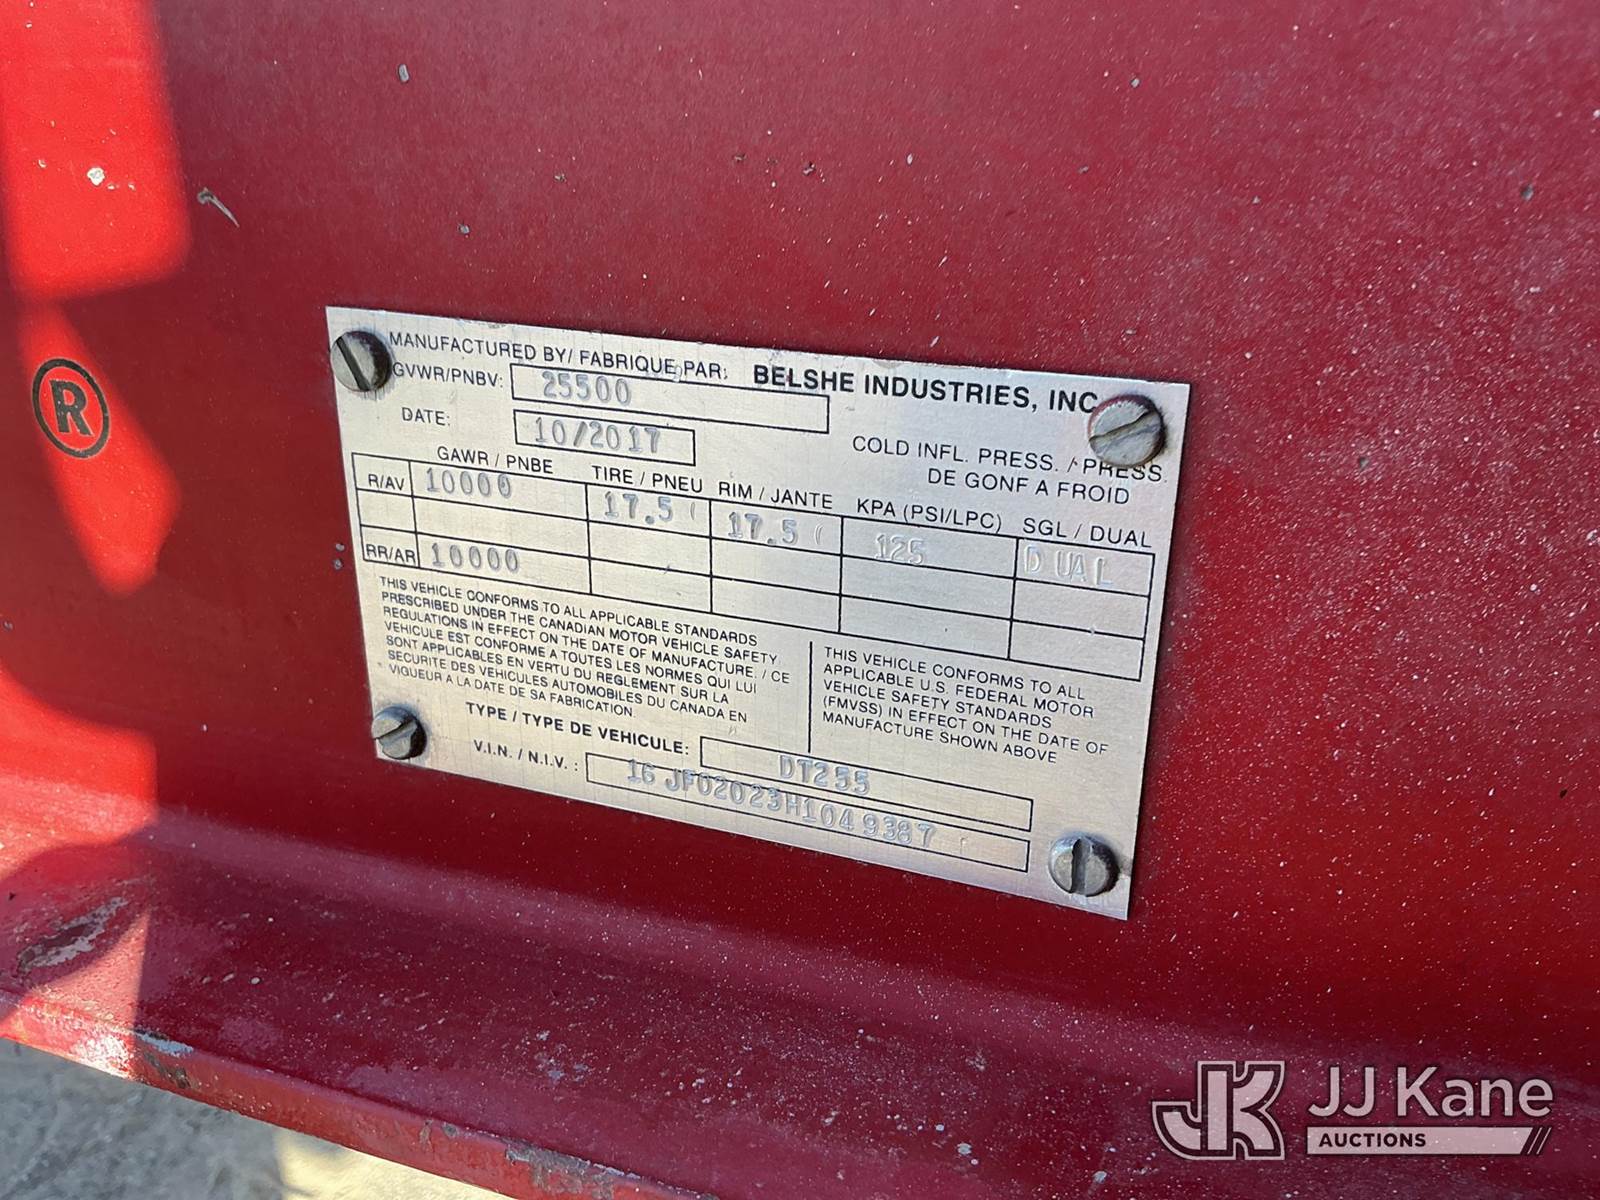 MANUFACTURED BY/ FABRIQUE PAR: BELSHE INDUSTRIES, INC.
GVWR/PNBV: 25500
DATE: 10/2017
COLD INFL. PRESS. / PRESS.
DE GONF A FROID
GAWR / PNBE TIRE / PNEU RIM / JANTE KPA (PSI/LPC) SGL / DUAL
R/AV 10000 17.5 ( 17.5 ( 125 DUAL
RR/AR 10000
THIS VEHICLE CONFORMS TO ALL APPLICABLE STANDARDS
PRESCRIBED UNDER THE CANADIAN MOTOR VEHICLE SAFETY
REGULATIONS IN EFFECT ON THE DATE OF MANUFACTURE. / CE
VEHICULE EST CONFORME A TOUTES LES NORMES QUI LUI
SONT APPLICABLES EN VERTU DU REGLEMENT SUR LA
SECURITE DES VEHICULES AUTOMOBILES DU CANADA EN
VIGUEUR A LA DATE DE SA FABRICATION.
THIS VEHICLE CONFORMS TO ALL
APPLICABLE U.S. FEDERAL MOTOR
VEHICLE SAFETY STANDARDS
(FMVSS) IN EFFECT ON THE DATE OF
MANUFACTURE SHOWN ABOVE
TYPE / TYPE DE VEHICULE: DT255
V.I.N. / N.I.V. : 16JF02023H1049387
R
JK JJ Kane
AUCTIONS